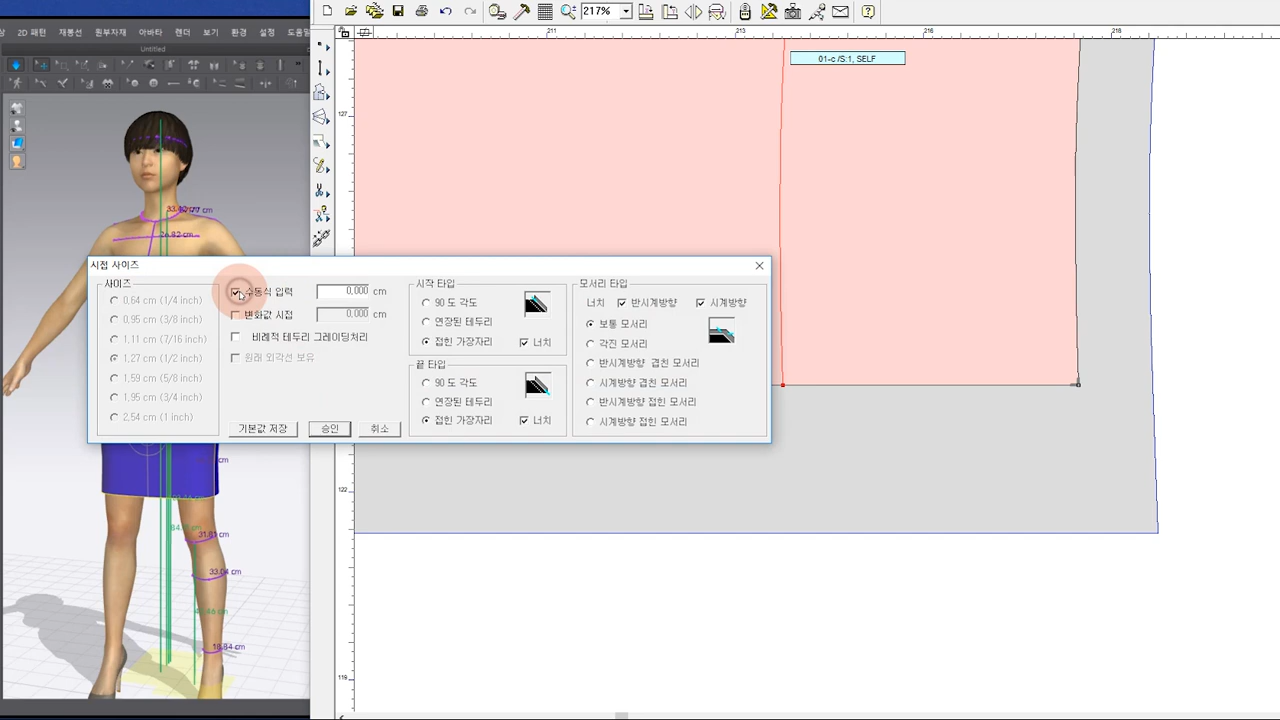 217%
211
213
216
218
2D 패턴
원부자재
아바타
렌더
보기
환경
설정
Untitled
01-c /S:1, SELF
127
122
119
26.82 cm
31.81 cm
33.04 cm
18.84 cm
시접 사이즈
사이즈
0,64 cm (1/4 inch)
0,95 cm (3/8 inch)
1,11 cm (7/16 inch)
1,27 cm (1/2 inch)
1,59 cm (5/8 inch)
1,95 cm (3/4 inch)
2,54 cm (1 inch)
수동식 입력 0,000 cm
변화값 시접 0,000 cm
비례적 테두리 그레이딩처리
원래 외각선 보유
기본값 저장
승인
취소
시작 타입
90 도 각도
연장된 테두리
접힌 가장자리
너치
끝 타입
90 도 각도
연장된 테두리
접힌 가장자리
너치
모서리 타입
너치 반시계방향 시계방향
보통 모서리
각진 모서리
반시계방향 겹친 모서리
시계방향 겹친 모서리
반시계방향 접힌 모서리
시계방향 접힌 모서리